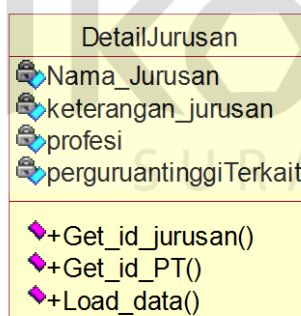 DetailJurusan
Nama_Jurusan
keterangan_jurusan
profesi
perguruantinggiTerkait
+Get_id_jurusan()
+Get_id_PT()
+Load_data()